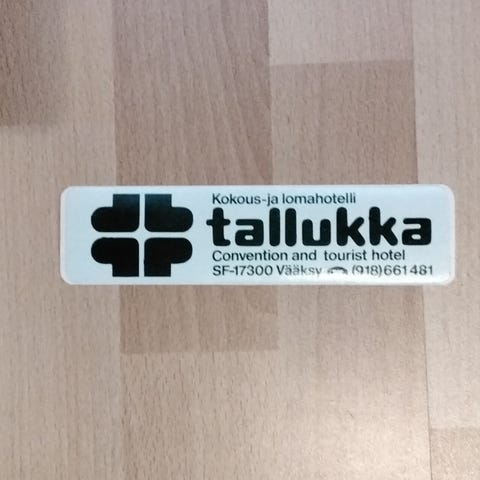 Kokous-ja lomahotelli
tallukka
Convention and tourist hotel
SF-17300 Vääksy (918)661481